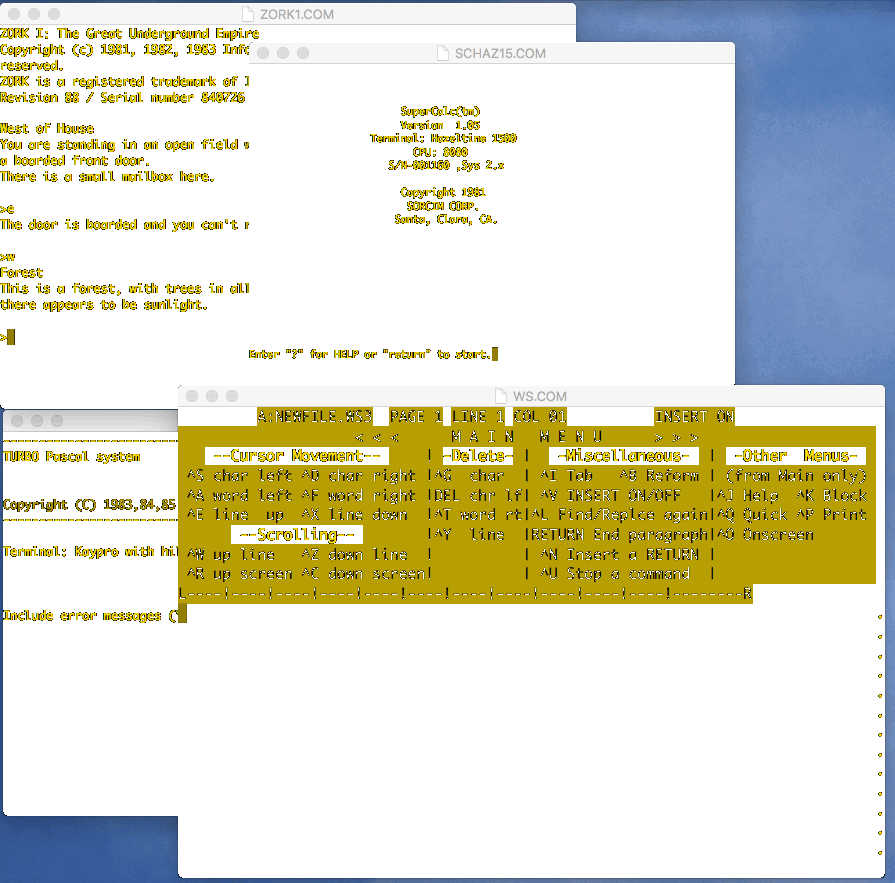 ZORK1.COM
ZORK I: The Great Underground Empire
Copyright (c) 1981, 1982, 1983 Info
reserved.
ZORK is a registered trademark of I
Revision 88 / Serial number 840726
West of House
You are standing in an open field w
a boarded front door.
There is a small mailbox here.
>e
The door is boarded and you can't r
>w
Forest
This is a forest, with trees in all
there appears to be sunlight.
>
SCHAZ15.COM
SuperCalc(tm)
Version 1.05
Terminal: Hazeltine 1500
CPU: 8080
,Sys 2.x
Copyright 1981
SORCIM CORP.
Santa, Clara, CA.
Enter "?" for HELP or "return" to start.
TURBO Pascal system
Copyright (C) 1983,84,85
Terminal: Kaypro with hil
Include error messages (Y
WS.COM
A:NEWFILE.WS3 PAGE 1 LINE 1 COL 01 INSERT ON
< < < M A I N M E N U > > >
--Cursor Movement-- | -Delete- | -Miscellaneous- | -Other Menus-
^S char left ^D char right |^G char | ^I Tab ^B Reform | (from Main only)
^A word left ^F word right |DEL chr lf| ^V INSERT ON/OFF |^J Help ^K Block
^E line up ^X line down |^T word rt|^L Find/Replce again|^Q Quick ^P Print
--Scrolling-- |^Y line |RETURN End paragraph|^O Onscreen
^W up line ^Z down line | | ^N Insert a RETURN |
^R up screen ^C down screen| | ^U Stop a command |
L----!----!----!----!----!----!----!----!----!----!----!--------R